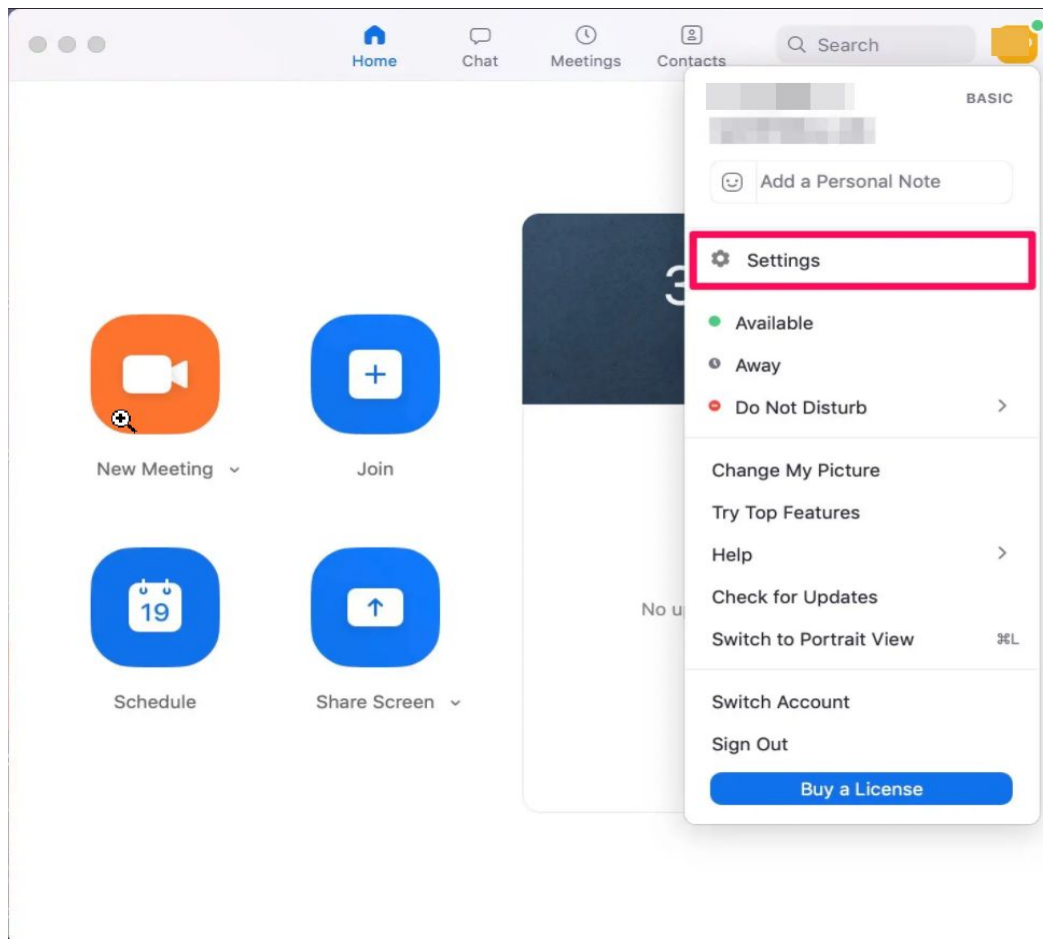 Home Chat Meetings Contacts Search
BASIC
Add a Personal Note
Settings
Available
Away
Do Not Disturb
New Meeting Join
Change My Picture
Try Top Features
Help
Check for Updates
19
No
Switch to Portrait View ⌘L
Schedule Share Screen
Switch Account
Sign Out
Buy a License